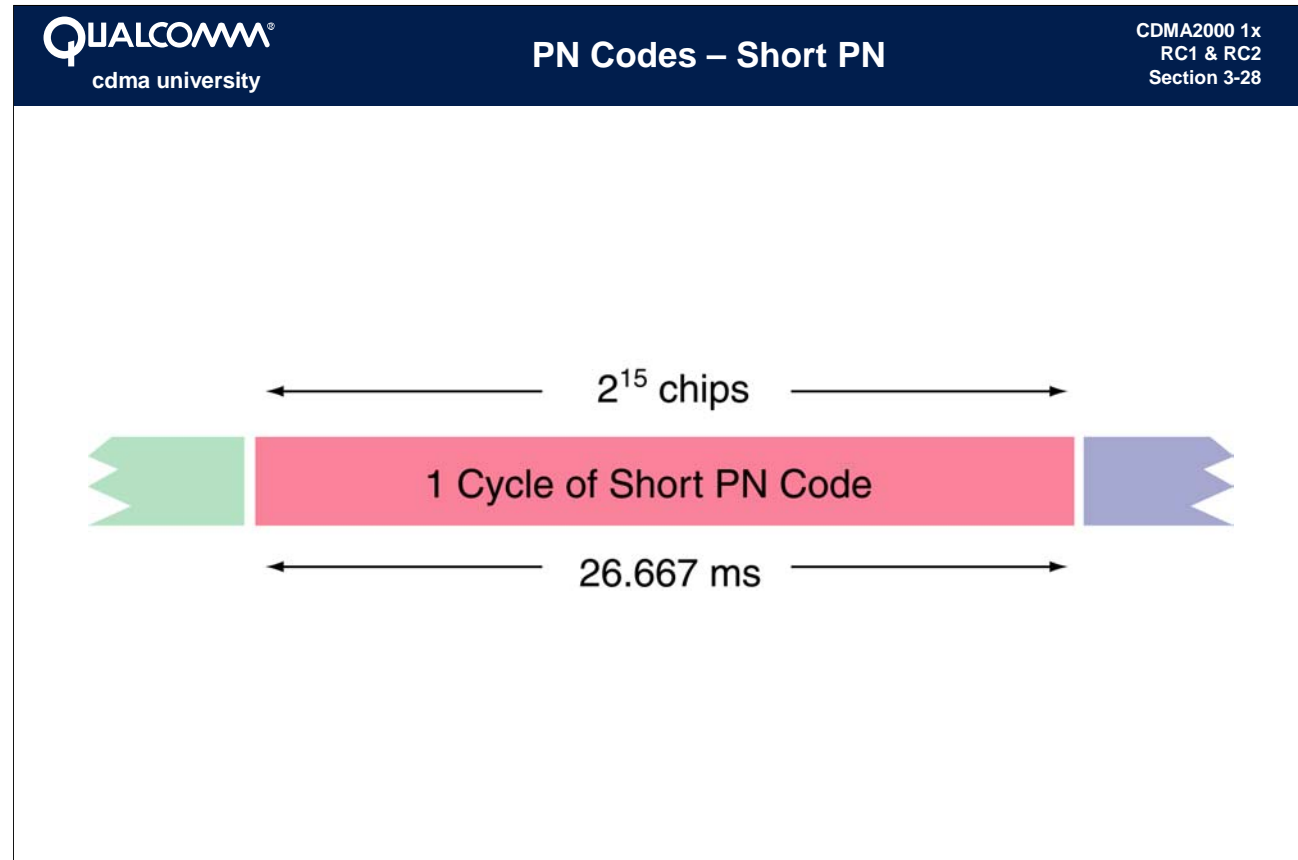 QUALCOMM®
cdma university
PN Codes – Short PN
CDMA2000 1x
RC1 & RC2
Section 3-28
2¹⁵ chips
1 Cycle of Short PN Code
26.667 ms